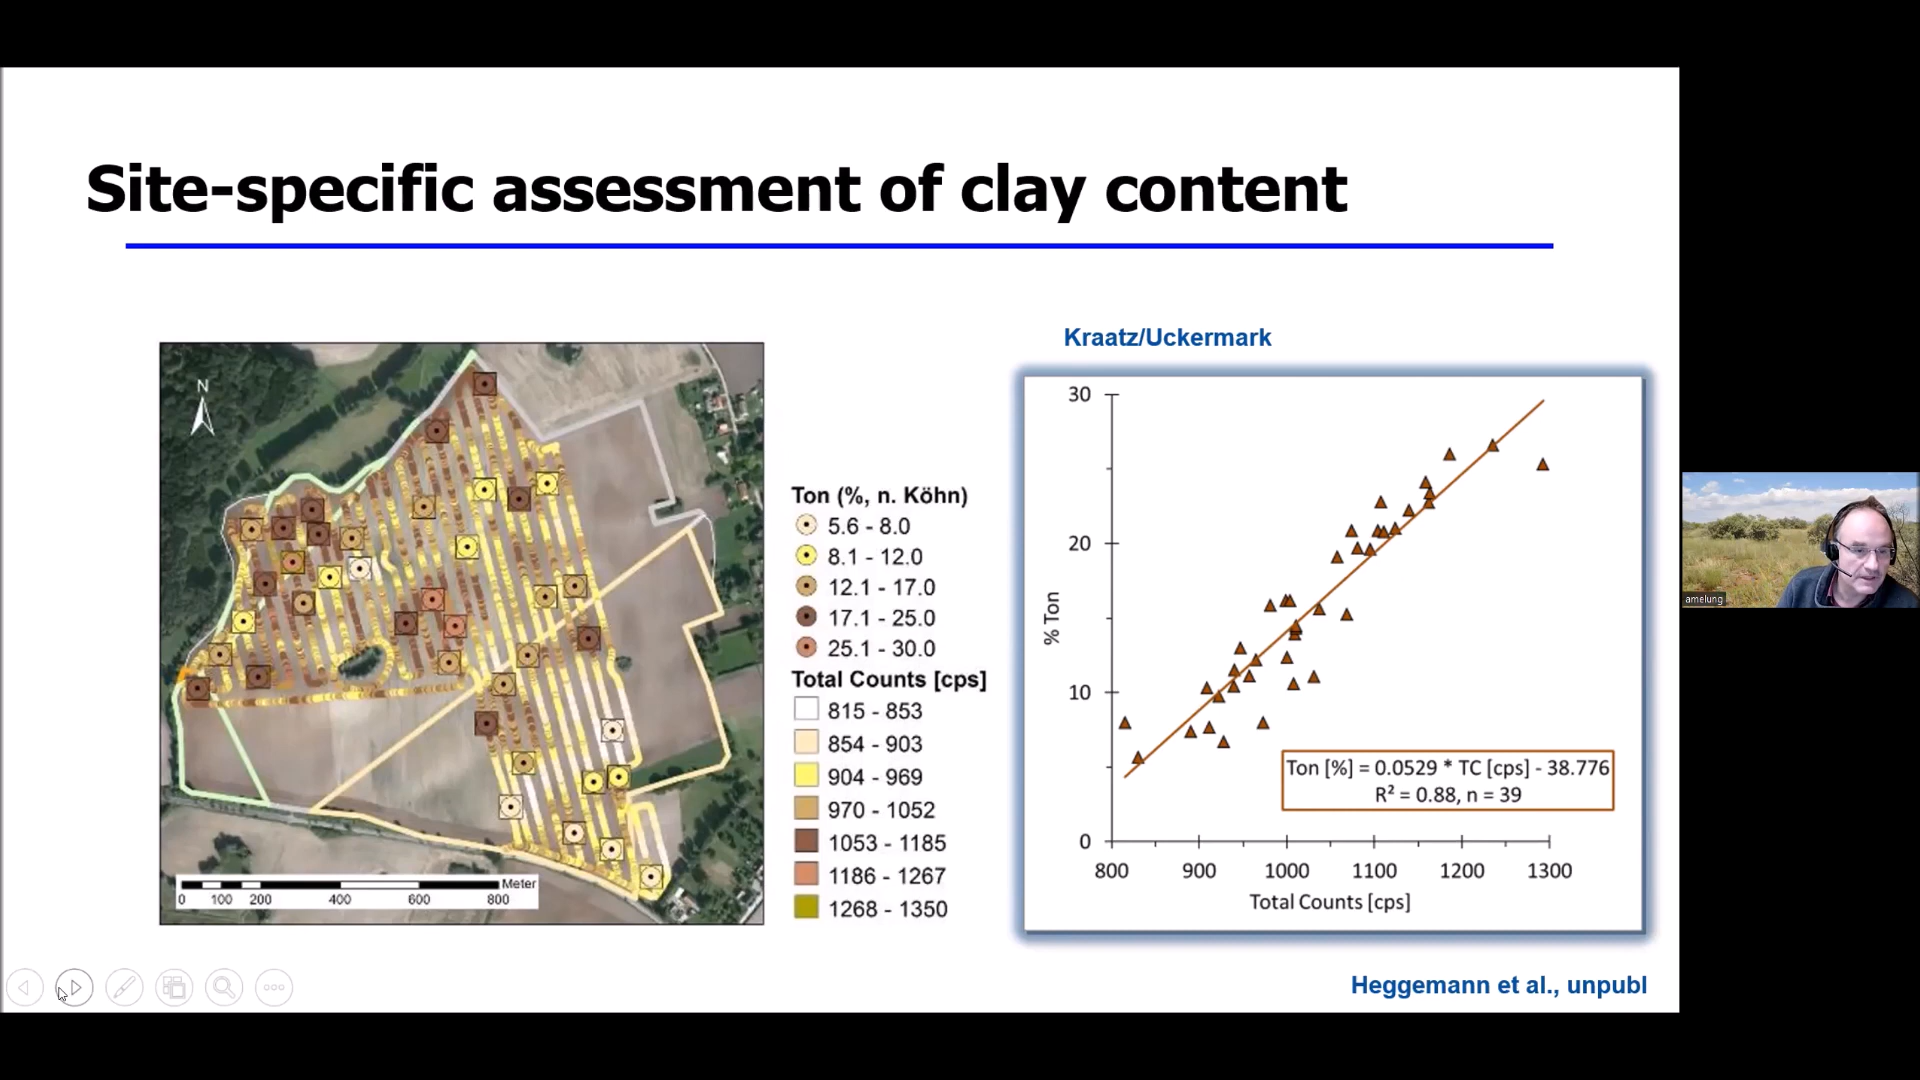 Site-specific assessment of clay content
Kraatz/Uckermark
N
Meter
0 100 200 400 600 800
Ton (%, n. Köhn)
5.6 - 8.0
8.1 - 12.0
12.1 - 17.0
17.1 - 25.0
25.1 - 30.0
Total Counts [cps]
815 - 853
854 - 903
904 - 969
970 - 1052
1053 - 1185
1186 - 1267
1268 - 1350
30
20
10
0
% Ton
800 900 1000 1100 1200 1300
Total Counts [cps]
Ton [%] = 0.0529 * TC [cps] - 38.776
R² = 0.88, n = 39
Heggemann et al., unpubl
amelung